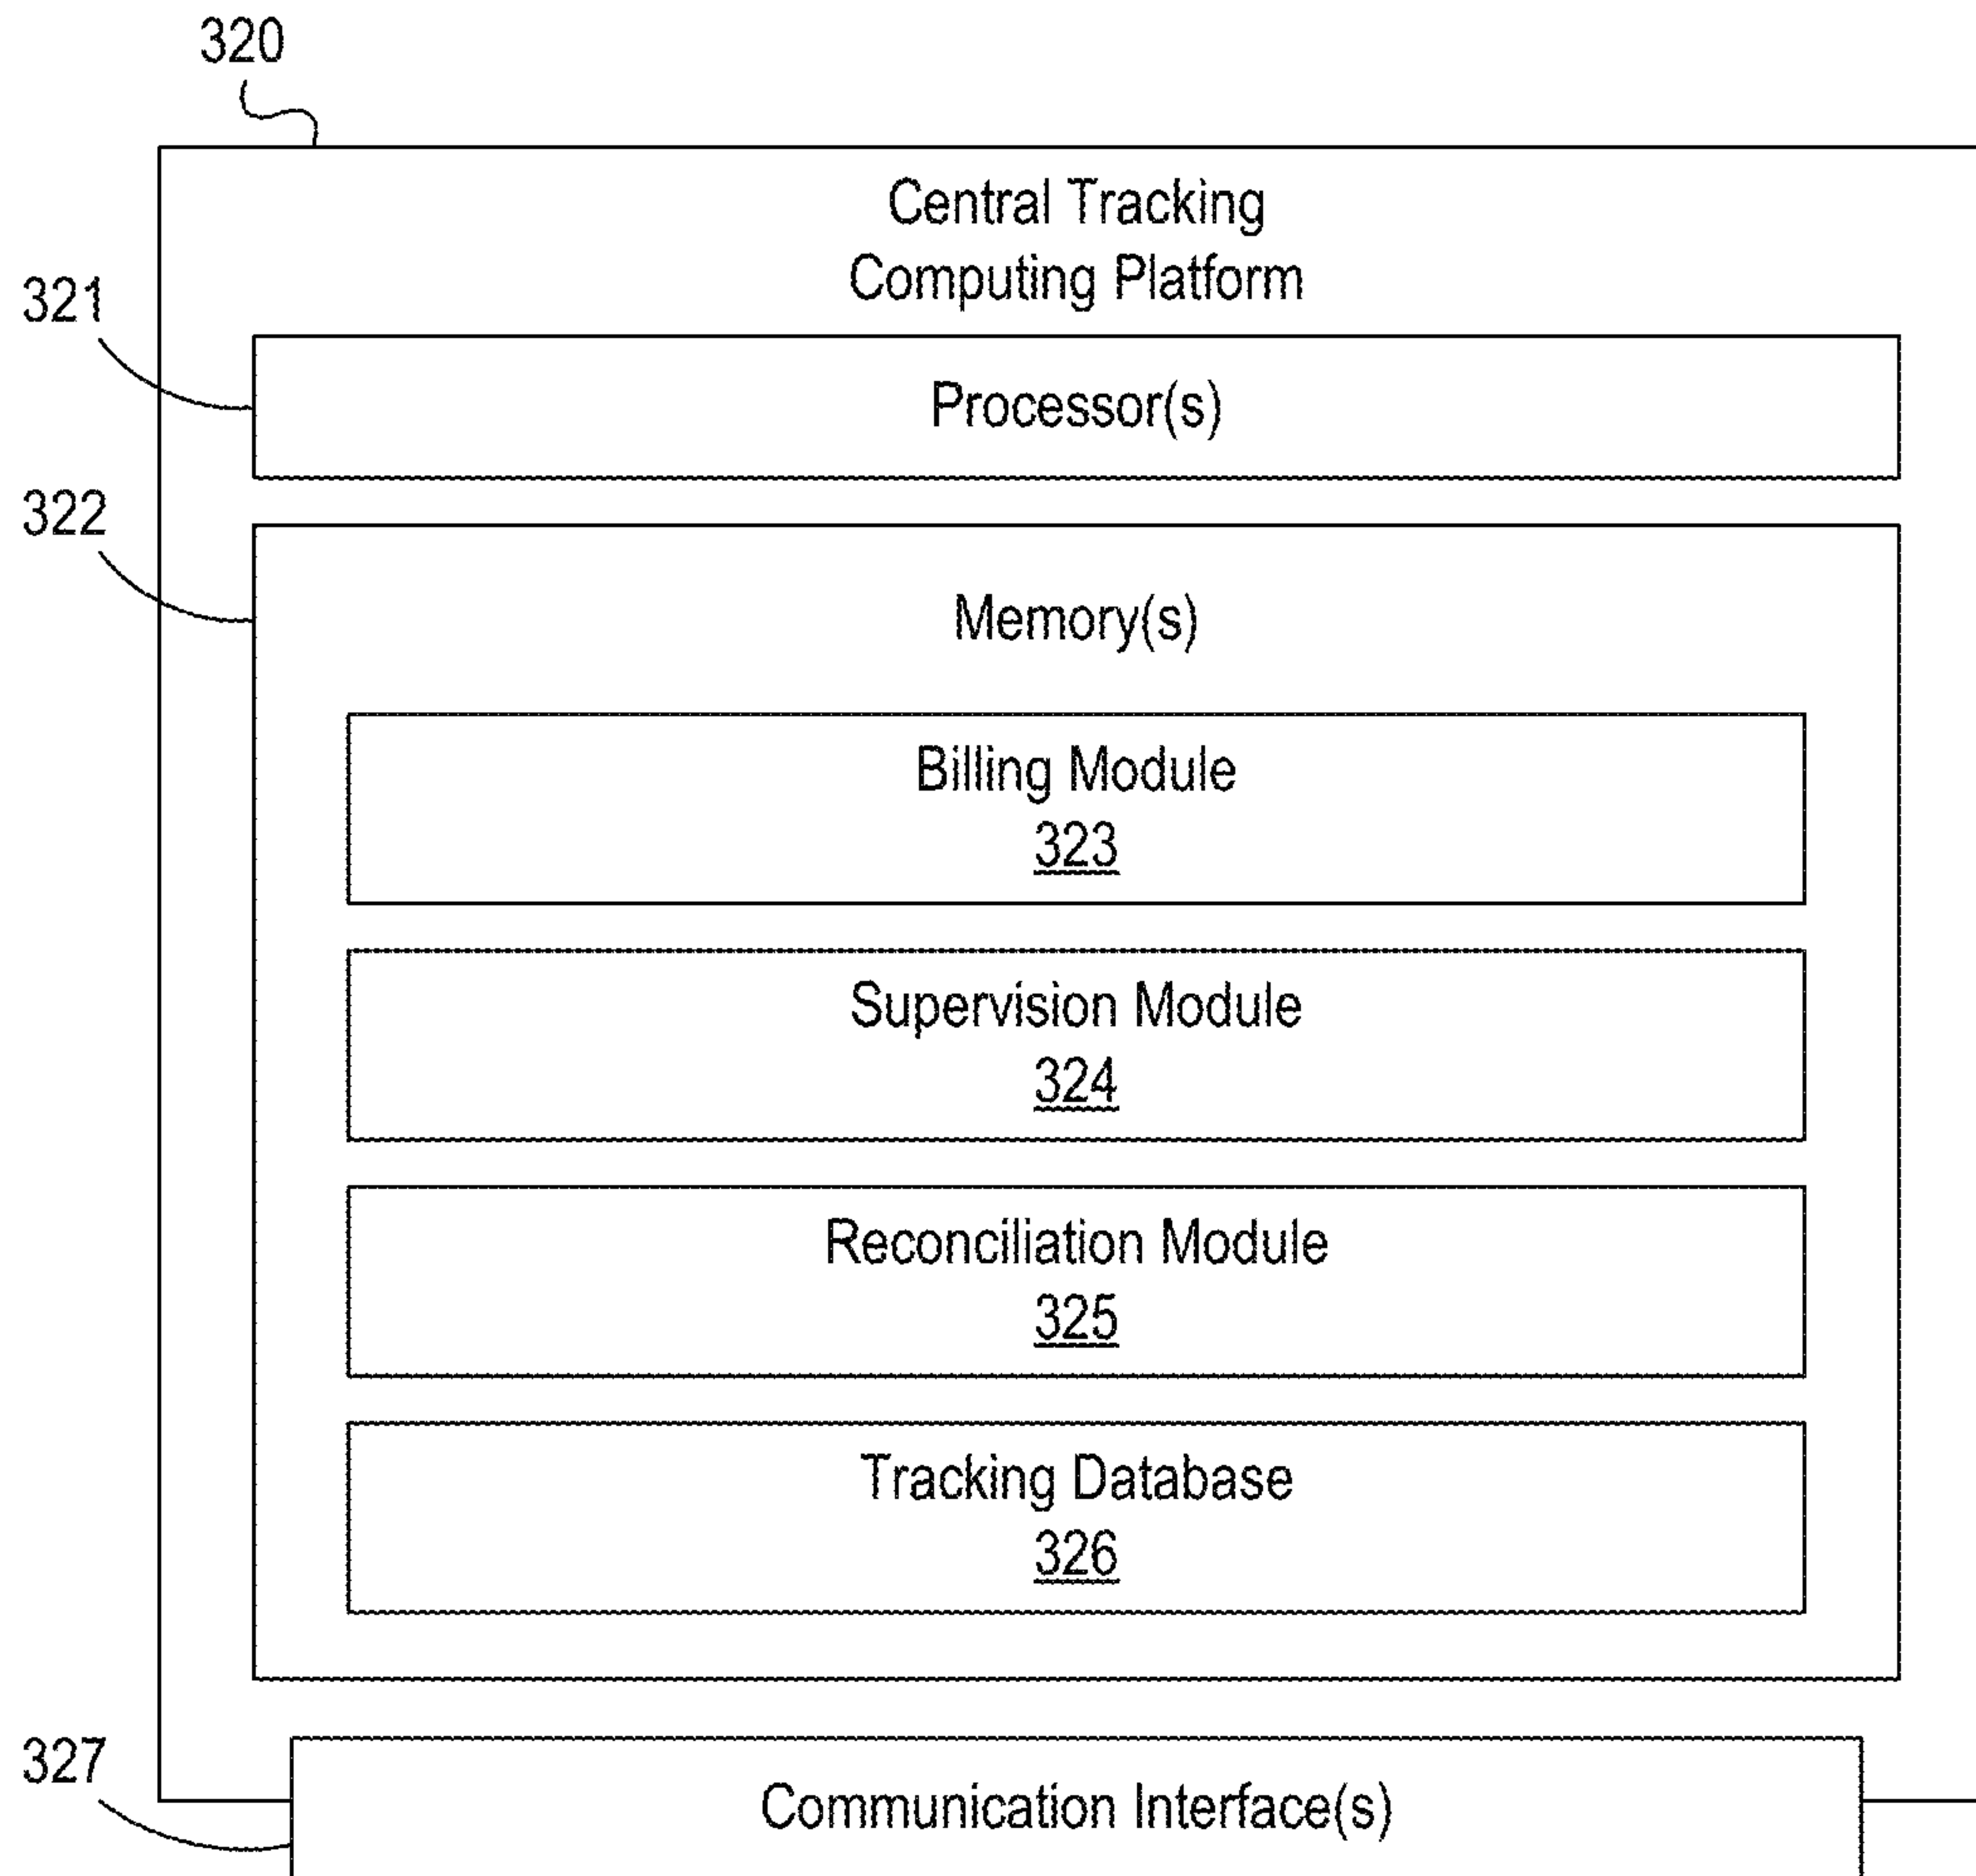 320
Central Tracking
Computing Platform
321
Processor(s)
322
Memory(s)
Billing Module
323
Supervision Module
324
Reconciliation Module
325
Tracking Database
326
327
Communication Interface(s)